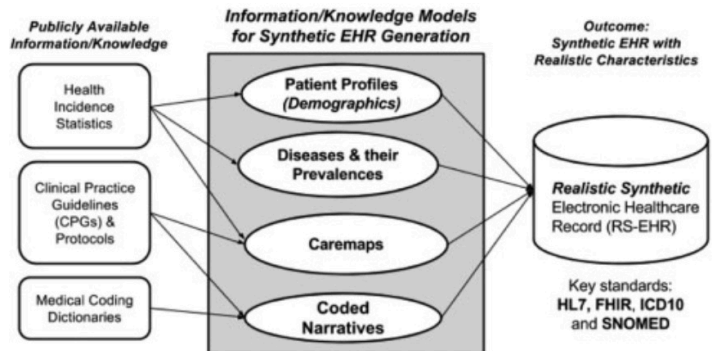 Publicly Available
Information/Knowledge
Health
Incidence
Statistics
Clinical Practice
Guidelines
(CPGs) &
Protocols
Medical Coding
Dictionaries
Information/Knowledge Models
for Synthetic EHR Generation
Patient Profiles
(Demographics)
Diseases & their
Prevalences
Caremaps
Coded
Narratives
Outcome:
Synthetic EHR with
Realistic Characteristics
Realistic Synthetic
Electronic Healthcare
Record (RS-EHR)
Key standards:
HL7, FHIR, ICD10
and SNOMED